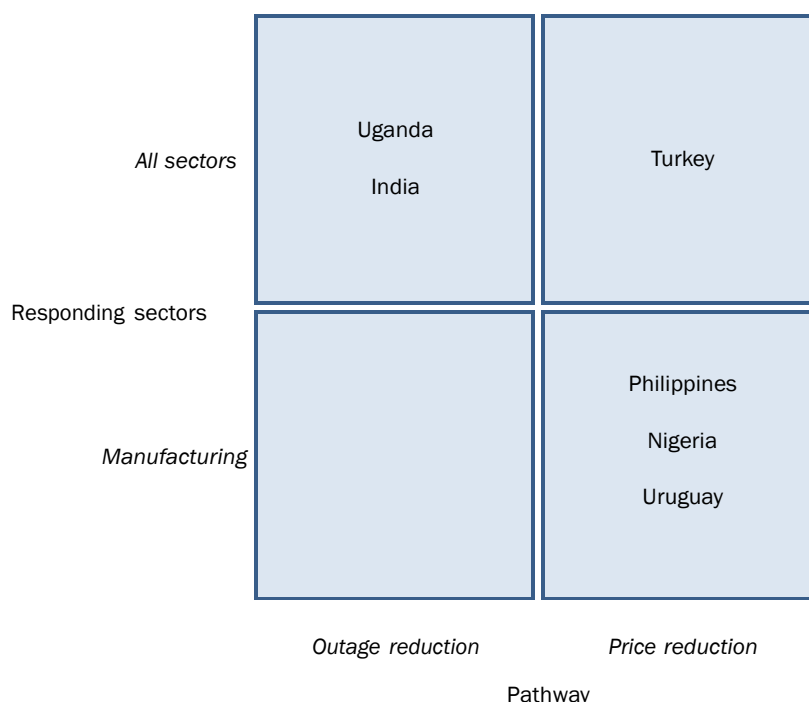 Uganda
India
Turkey
All sectors
Responding sectors
Philippines
Nigeria
Uruguay
Manufacturing
Outage reduction
Price reduction
Pathway